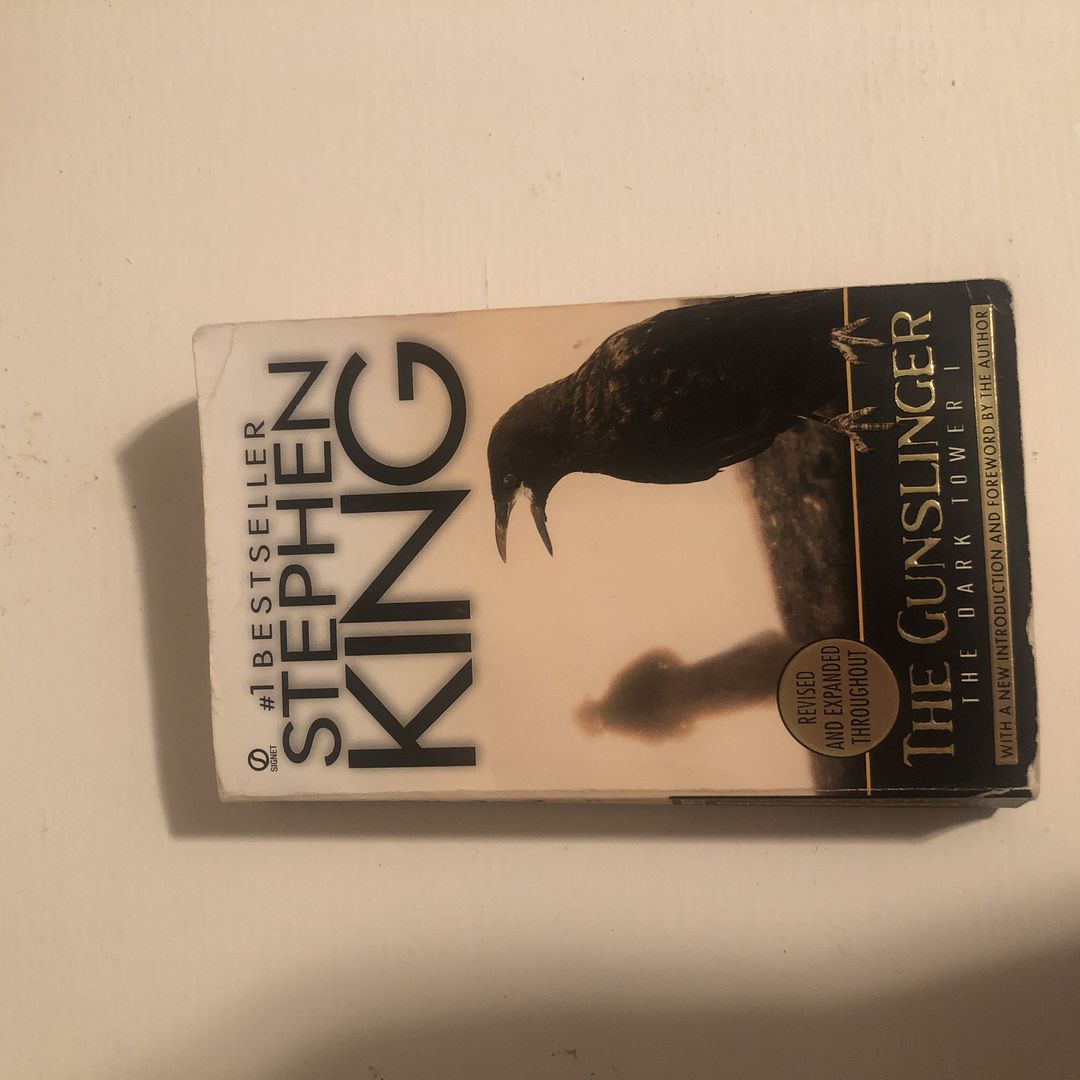 SIGNET
#1 BESTSELLER
STEPHEN
KING
REVISED
AND EXPANDED
THROUGHOUT
THE GUNSLINGER
THE DARK TOWER I
WITH A NEW INTRODUCTION AND FOREWORD BY THE AUTHOR